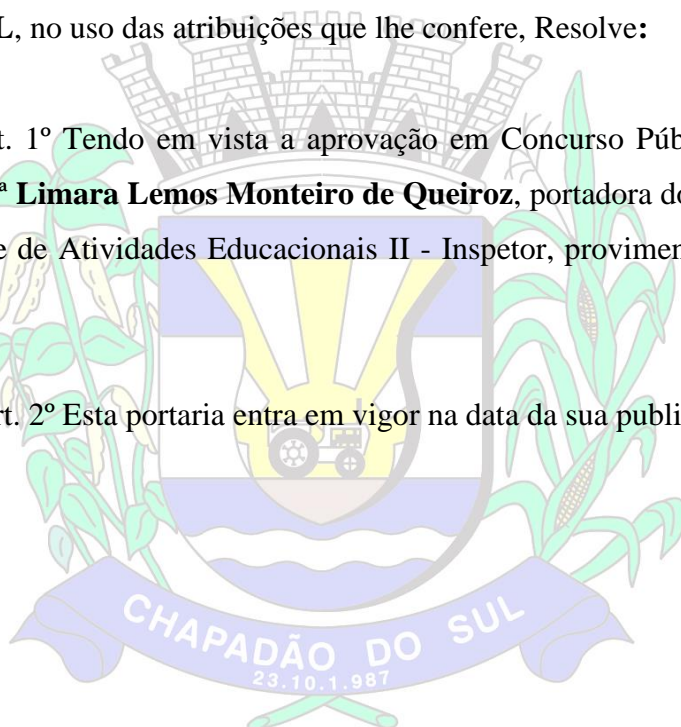 L, no uso das atribuições que lhe confere, Resolve:
t. 1º Tendo em vista a aprovação em Concurso Púb
ª Limara Lemos Monteiro de Queiroz, portadora do
e de Atividades Educacionais II - Inspetor, provimen
rt. 2º Esta portaria entra em vigor na data da sua publi
CHAPADÃO DO SUL
23.10.1.987